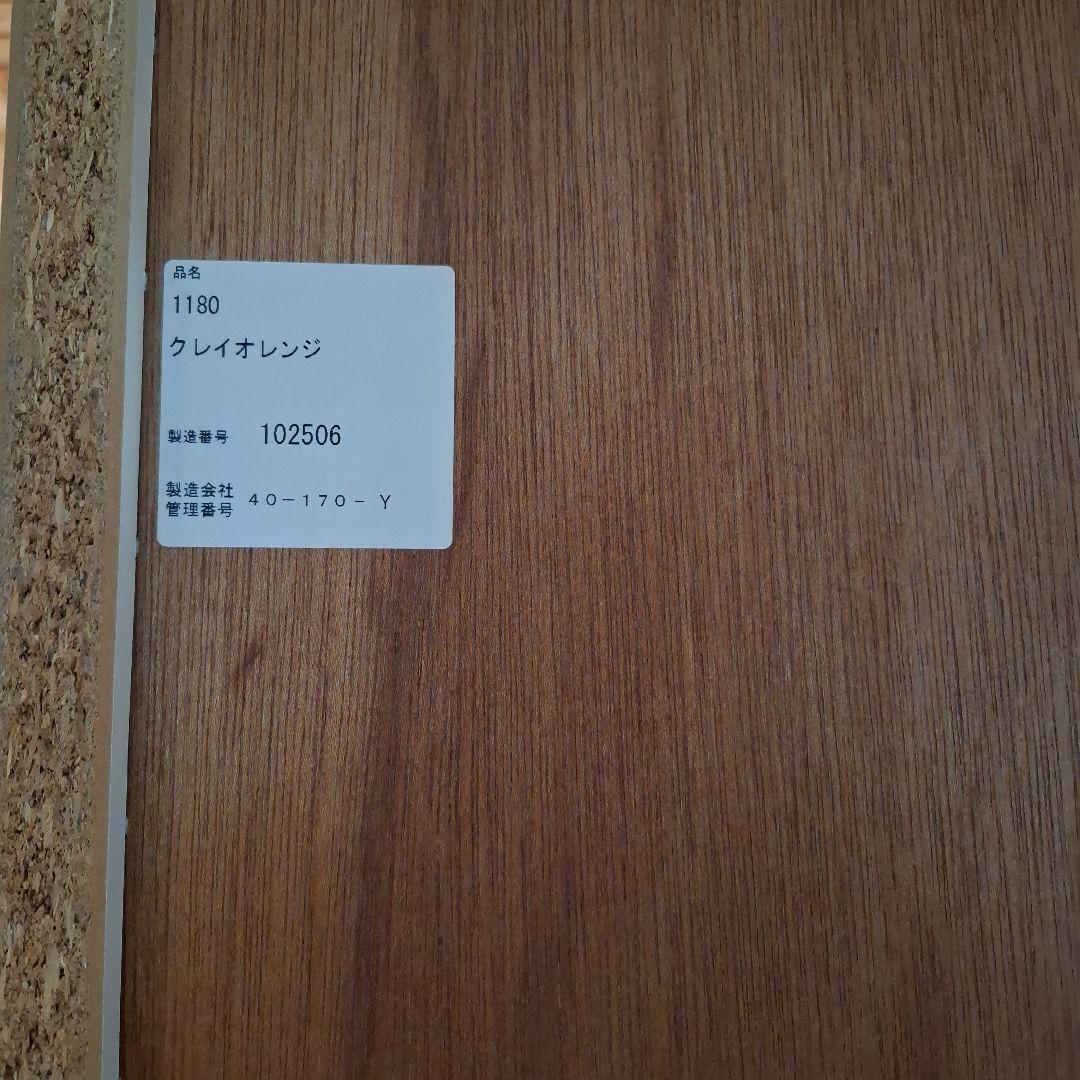 品名
1180
クレイオレンジ
製造番号 102506
製造会社
管理番号 40-170- Y